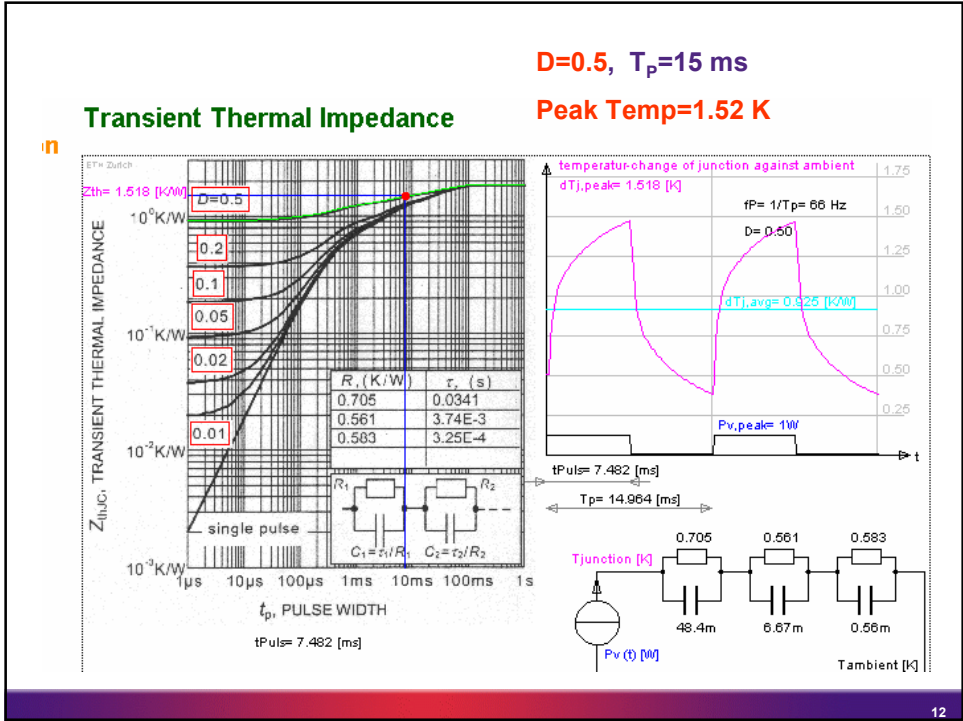 D=0.5, TP=15 ms
Peak Temp=1.52 K
Transient Thermal Impedance
on
ETH Zurich
Zth= 1.518 [K/W]
D=0.5
10⁰K/W
0.2
0.1
0.05
10⁻¹K/W
0.02
0.01
10⁻²K/W
10⁻³K/W
ZthJC, TRANSIENT THERMAL IMPEDANCE
R, (K/W) τ, (s)
0.705 0.0341
0.561 3.74E-3
0.583 3.25E-4
R1 R2
C1=τ1/R1 C2=τ2/R2
single pulse
1µs 10µs 100µs 1ms 10ms 100ms 1s
tp, PULSE WIDTH
tPuls= 7.482 [ms]
temperatur-change of junction against ambient
dTj,peak= 1.518 [K]
fP= 1/Tp= 66 Hz
D= 0.50
1.75
1.50
1.25
1.00
dTj,avg= 0.925 [K/W]
0.75
0.50
0.25
Pv,peak= 1W
t
tPuls= 7.482 [ms]
Tp= 14.964 [ms]
0.705 0.561 0.583
Tjunction [K]
48.4m 6.67m 0.56m
Pv (t) [W]
Tambient [K]
12